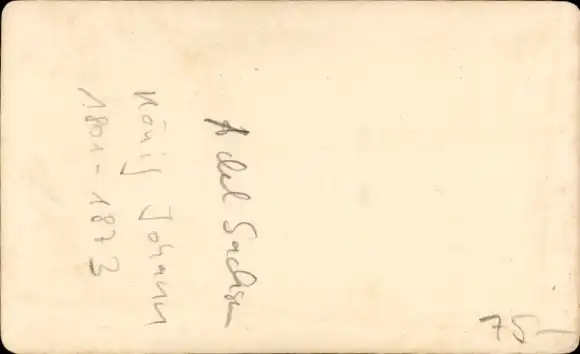 Adel Sachsen
König Johann
1801-1873
75